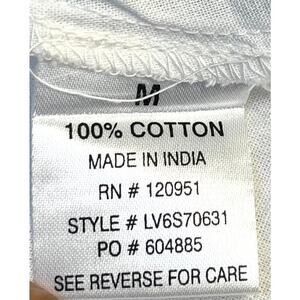 M
100% COTTON
MADE IN INDIA
RN # 120951
STYLE # LV6S70631
PO # 604885
SEE REVERSE FOR CARE